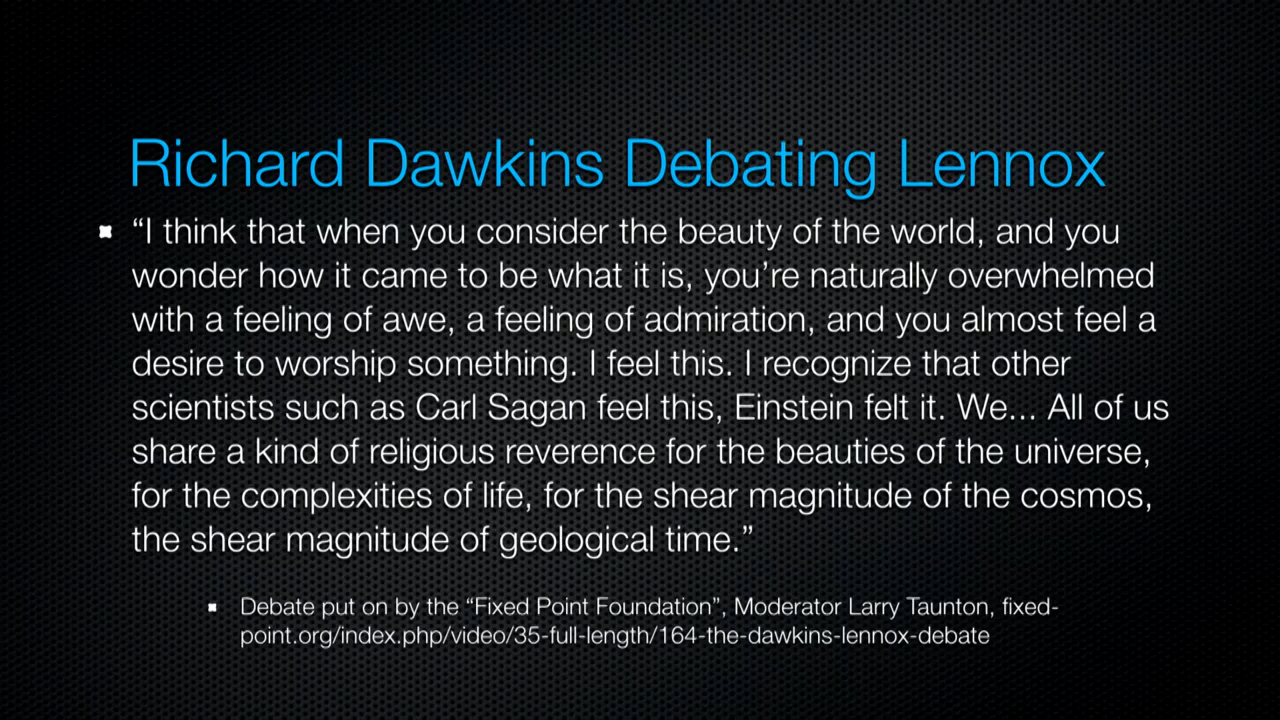 Richard Dawkins Debating Lennox
“I think that when you consider the beauty of the world, and you
wonder how it came to be what it is, you’re naturally overwhelmed
with a feeling of awe, a feeling of admiration, and you almost feel a
desire to worship something. I feel this. I recognize that other
scientists such as Carl Sagan feel this, Einstein felt it. We... All of us
share a kind of religious reverence for the beauties of the universe,
for the complexities of life, for the shear magnitude of the cosmos,
the shear magnitude of geological time.”
Debate put on by the “Fixed Point Foundation”, Moderator Larry Taunton, fixed-
point.org/index.php/video/35-full-length/164-the-dawkins-lennox-debate